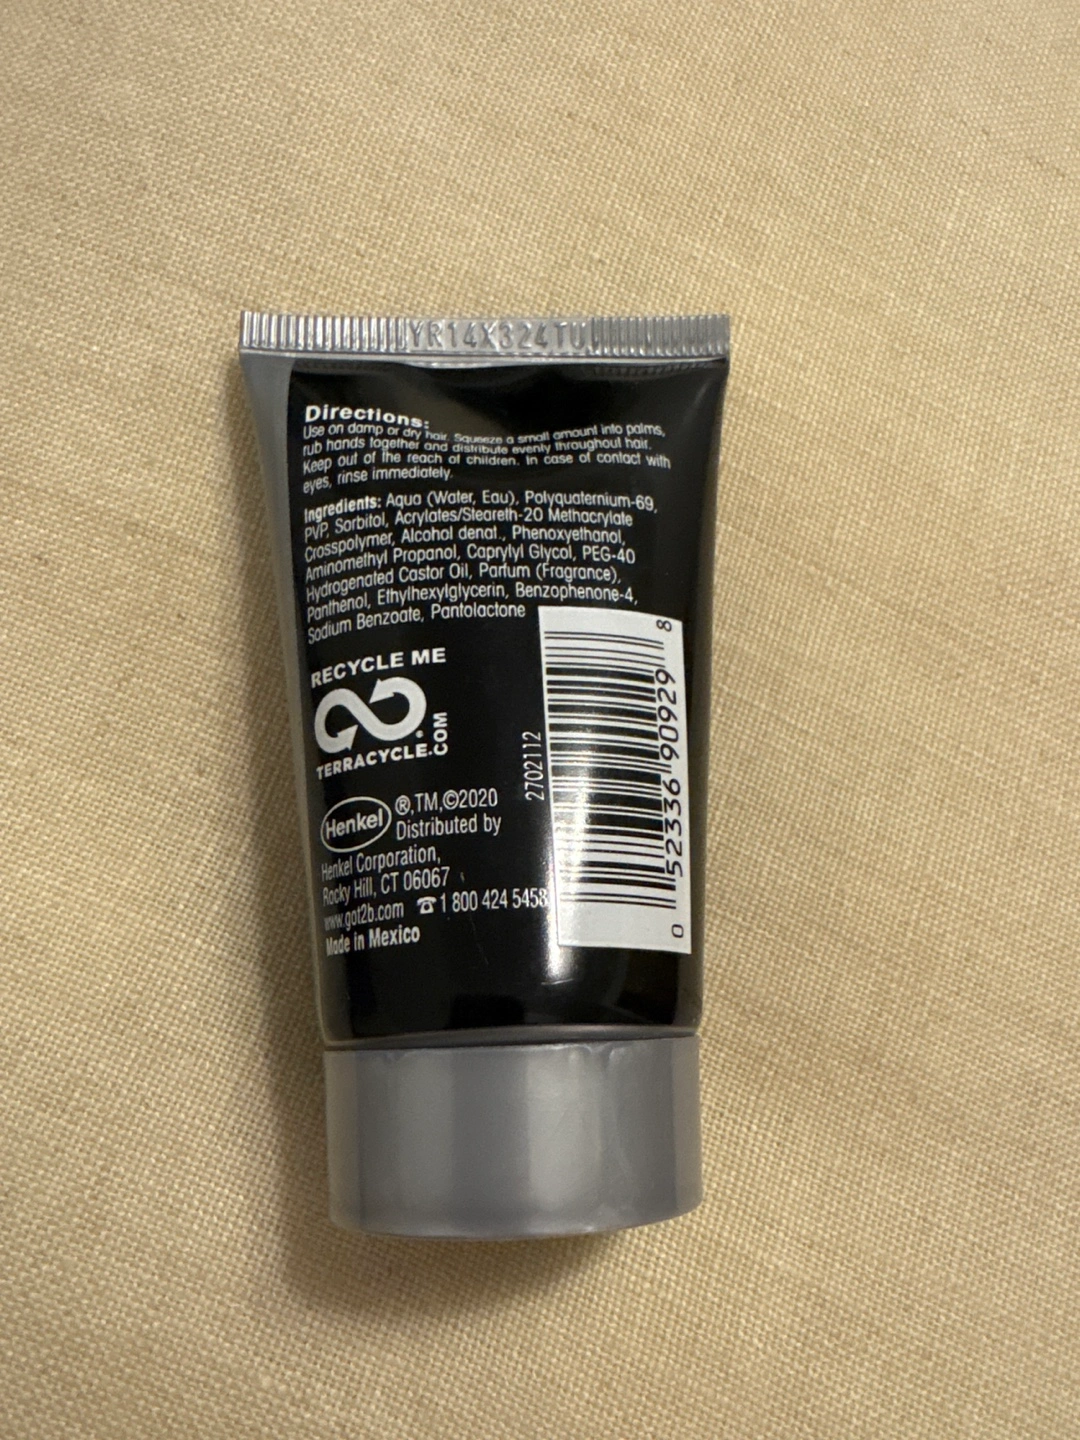 YR14X324TU
Directions:
Use on damp or dry hair. Squeeze a small amount into palms,
rub hands together and distribute evenly throughout hair.
Keep out of the reach of children. In case of contact with
eyes, rinse immediately.
Ingredients: Aqua (Water, Eau), Polyquaternium-69,
PVP, Sorbitol, Acrylates/Steareth-20 Methacrylate
Crosspolymer, Alcohol denat., Phenoxyethanol,
Aminomethyl Propanol, Caprylyl Glycol, PEG-40
Hydrogenated Castor Oil, Parfum (Fragrance),
Panthenol, Ethylhexylglycerin, Benzophenone-4,
Sodium Benzoate, Pantolactone
RECYCLE ME
®
TERRACYCLE.COM
2702112
0 52336 90929 8
Henkel ®,TM,©2020
Distributed by
Henkel Corporation,
Rocky Hill, CT 06067
www.got2b.com ☎1 800 424 5458
Made in Mexico